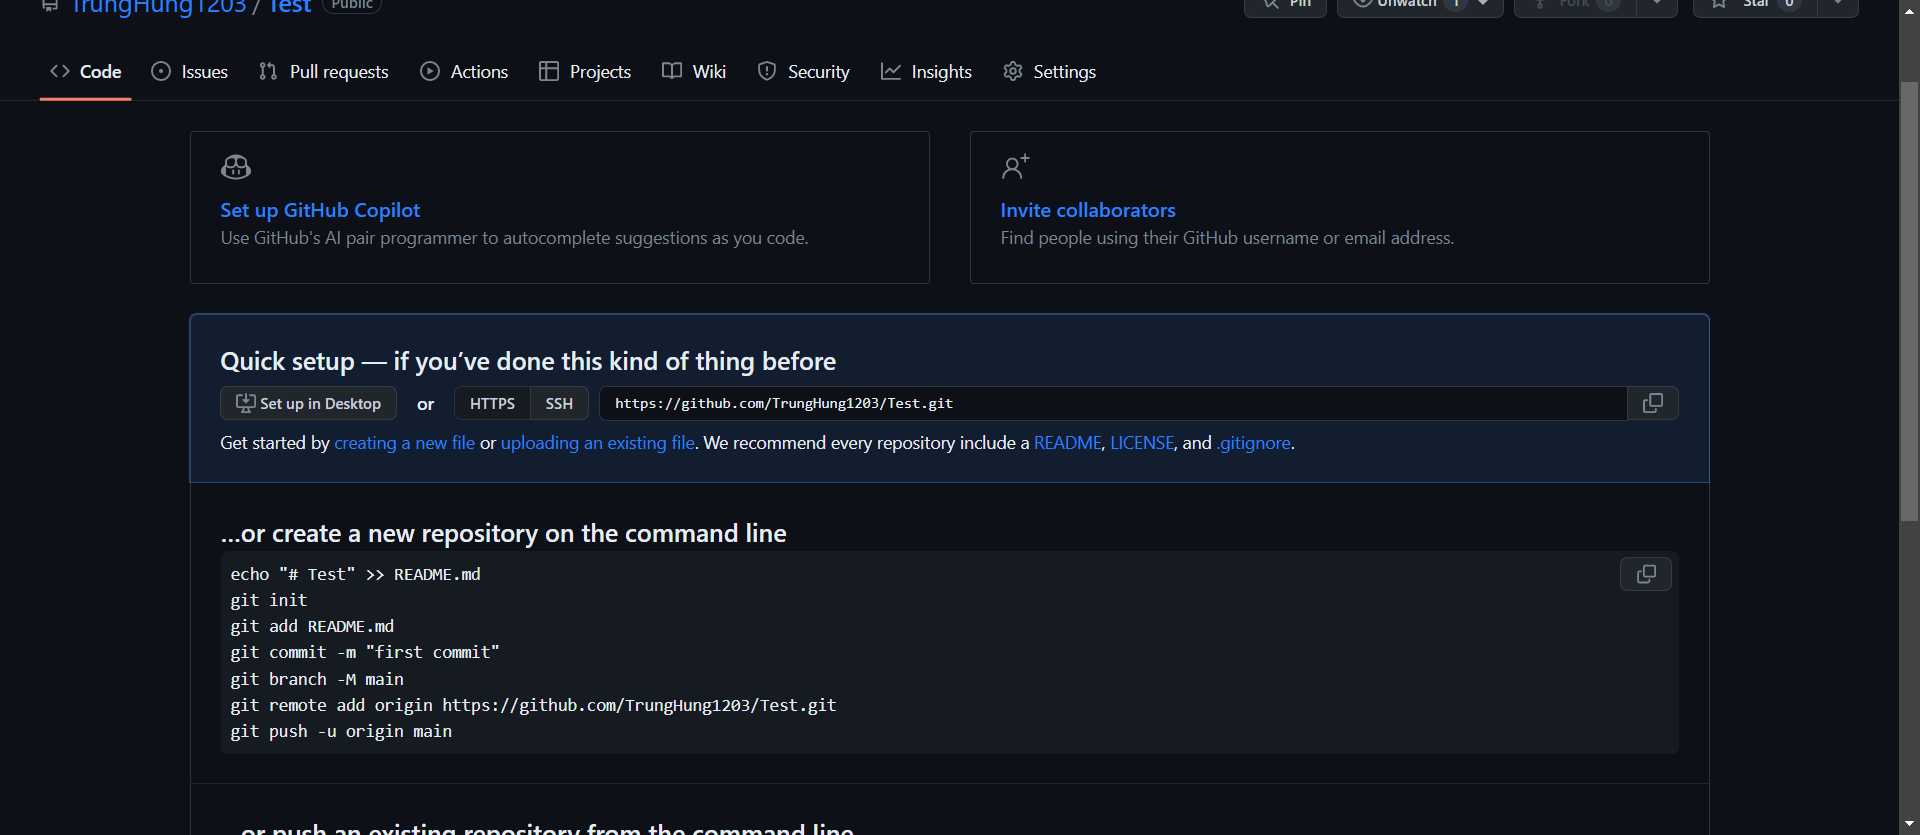 TrungHung1203 / Test Public
Pin Unwatch 1 Fork 0 Star 0
Code Issues Pull requests Actions Projects Wiki Security Insights Settings
Set up GitHub Copilot
Use GitHub's AI pair programmer to autocomplete suggestions as you code.
Invite collaborators
Find people using their GitHub username or email address.
Quick setup — if you’ve done this kind of thing before
Set up in Desktop or HTTPS SSH https://github.com/TrungHung1203/Test.git
Get started by creating a new file or uploading an existing file. We recommend every repository include a README, LICENSE, and .gitignore.
…or create a new repository on the command line
echo "# Test" >> README.md
git init
git add README.md
git commit -m "first commit"
git branch -M main
git remote add origin https://github.com/TrungHung1203/Test.git
git push -u origin main
…or push an existing repository from the command line